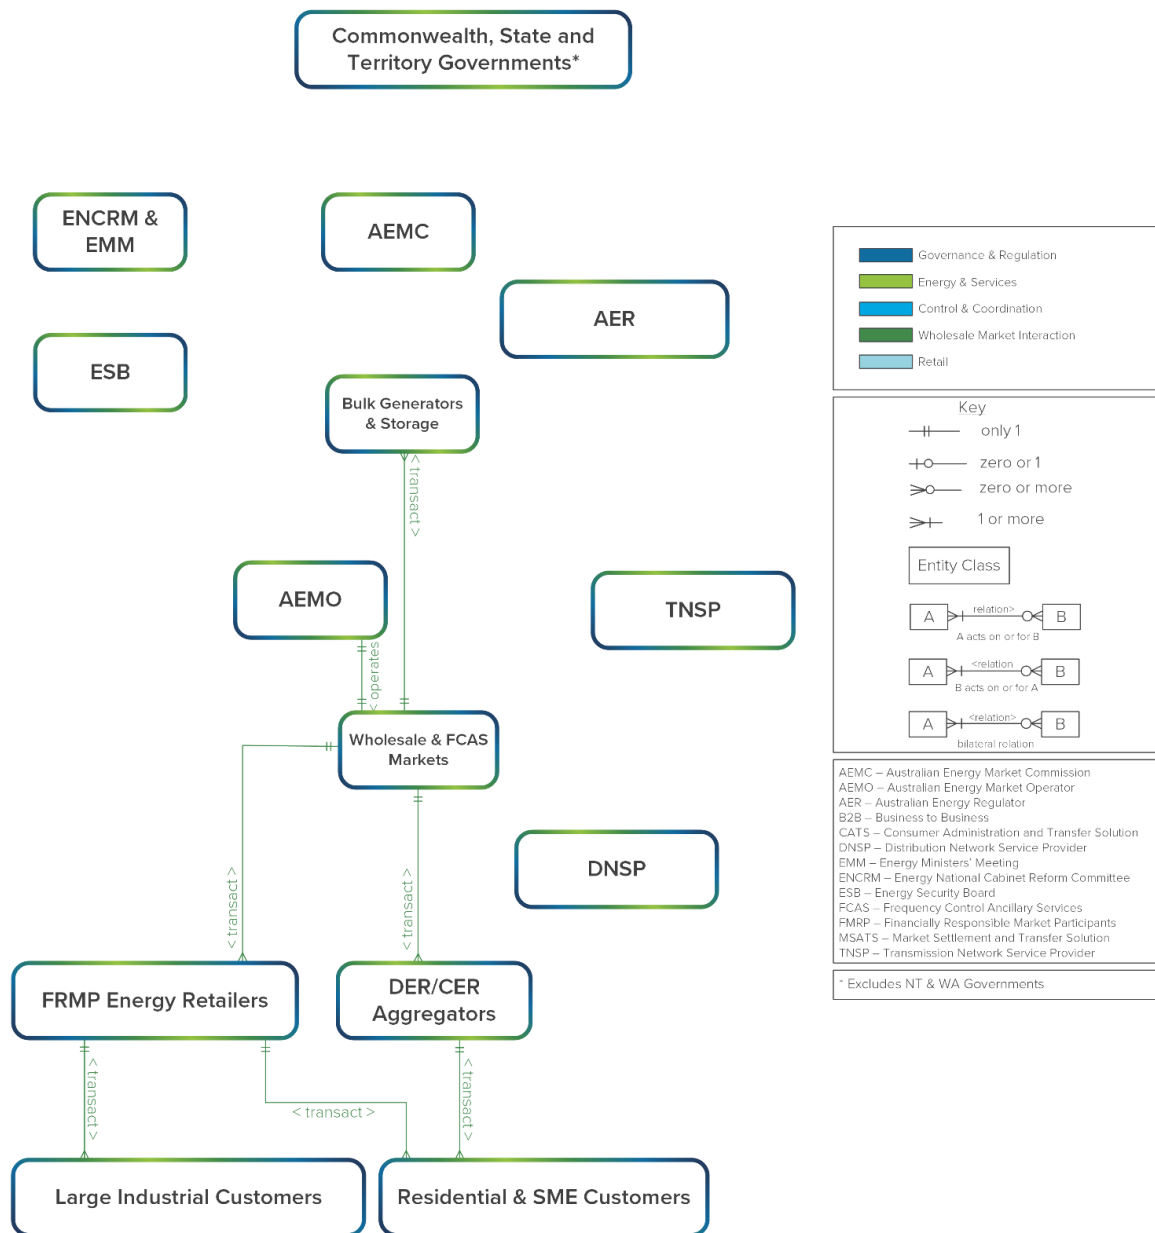 Commonwealth, State and
Territory Governments*
ENCRM &
EMM
AEMC
AER
ESB
Bulk Generators
& Storage
< transact >
AEMO
TNSP
< operates
Wholesale & FCAS
Markets
DNSP
< transact >
< transact >
FRMP Energy Retailers
DER/CER
Aggregators
< transact >
< transact >
< transact >
Large Industrial Customers
Residential & SME Customers
Governance & Regulation
Energy & Services
Control & Coordination
Wholesale Market Interaction
Retail
Key
only 1
zero or 1
zero or more
1 or more
Entity Class
A
relation>
B
A acts on or for B
A
<relation
B
B acts on or for A
A
<relation>
B
bilateral relation
AEMC – Australian Energy Market Commission
AEMO – Australian Energy Market Operator
AER – Australian Energy Regulator
B2B – Business to Business
CATS – Consumer Administration and Transfer Solution
DNSP – Distribution Network Service Provider
EMM – Energy Ministers' Meeting
ENCRM – Energy National Cabinet Reform Committee
ESB – Energy Security Board
FCAS – Frequency Control Ancillary Services
FMRP – Financially Responsible Market Participants
MSATS – Market Settlement and Transfer Solution
TNSP – Transmission Network Service Provider
* Excludes NT & WA Governments